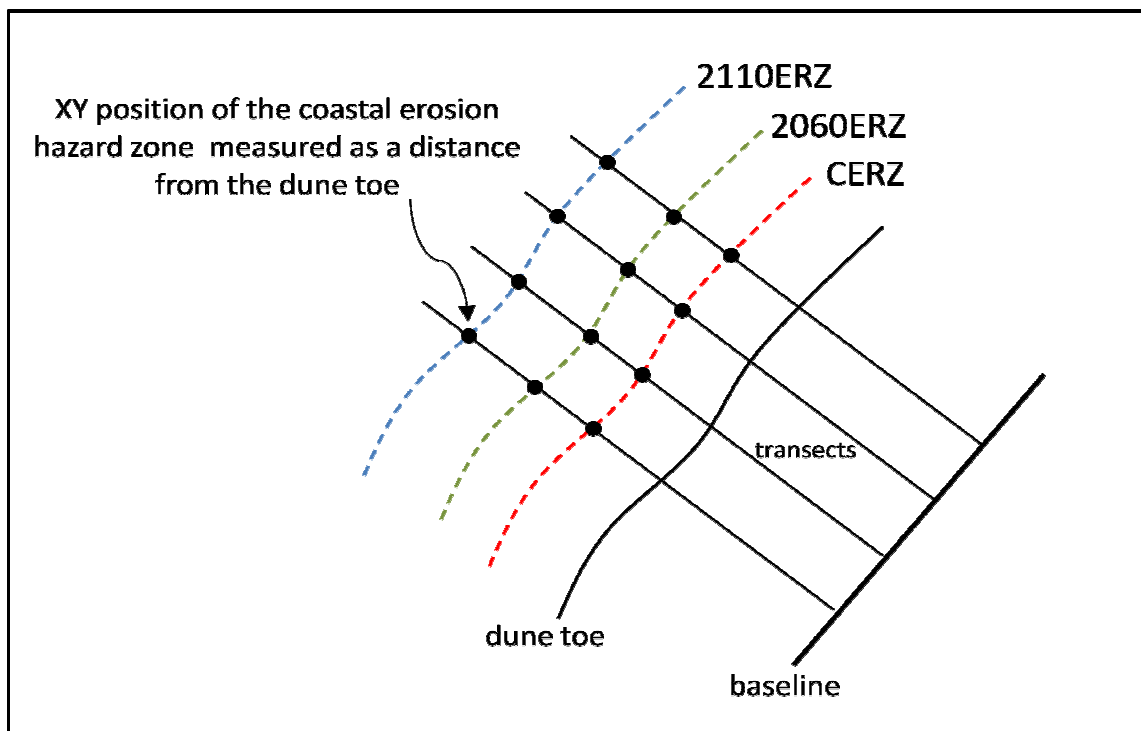 2110ERZ
XY position of the coastal erosion
hazard zone measured as a distance
from the dune toe
2060ERZ
CERZ
transects
dune toe
baseline